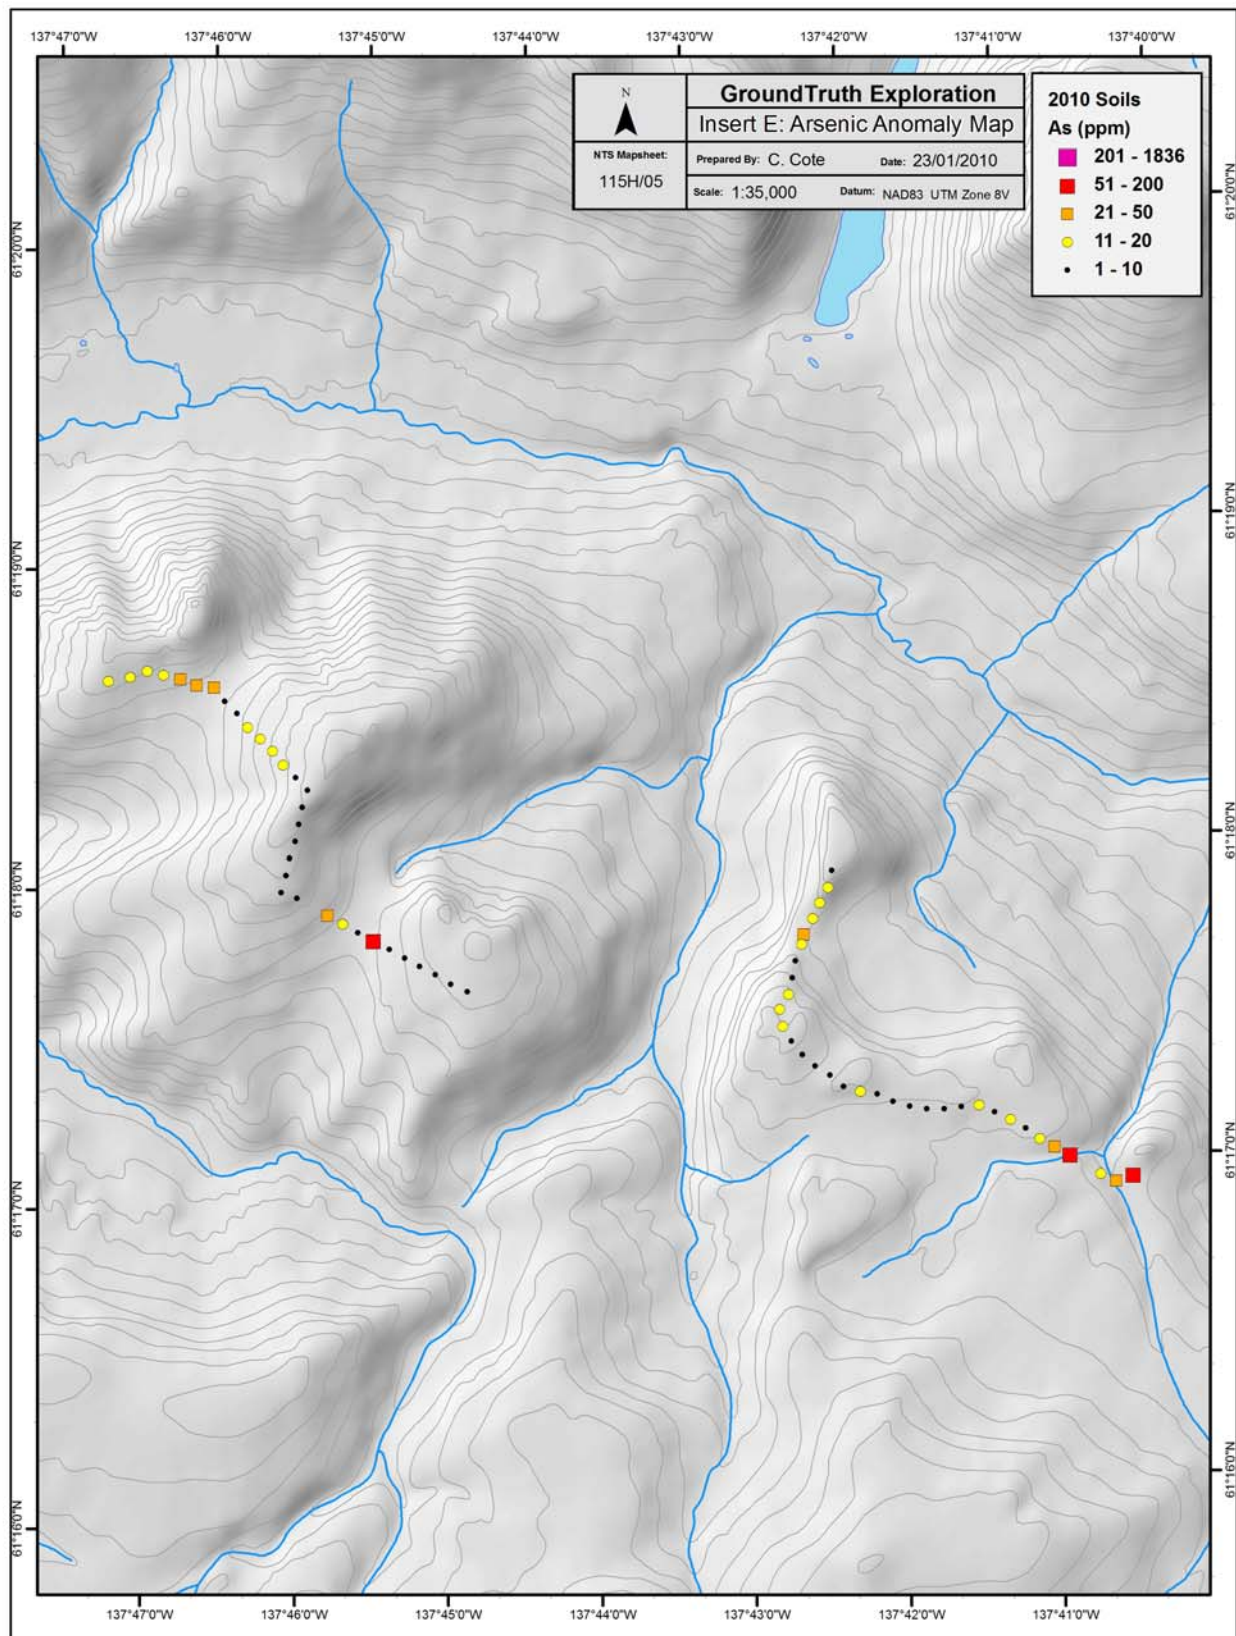 137°47'0"W 137°46'0"W 137°45'0"W 137°44'0"W 137°43'0"W 137°42'0"W 137°41'0"W 137°40'0"W
N
NTS Mapsheet:
115H/05
GroundTruth Exploration
Insert E: Arsenic Anomaly Map
Prepared By: C. Cote Date: 23/01/2010
Scale: 1:35,000 Datum: NAD83 UTM Zone 8V
2010 Soils
As (ppm)
201 - 1836
51 - 200
21 - 50
11 - 20
1 - 10
61°20'0"N
61°19'0"N
61°18'0"N
61°17'0"N
61°16'0"N
61°20'0"N
61°19'0"N
61°18'0"N
61°17'0"N
61°16'0"N
137°47'0"W 137°46'0"W 137°45'0"W 137°44'0"W 137°43'0"W 137°42'0"W 137°41'0"W